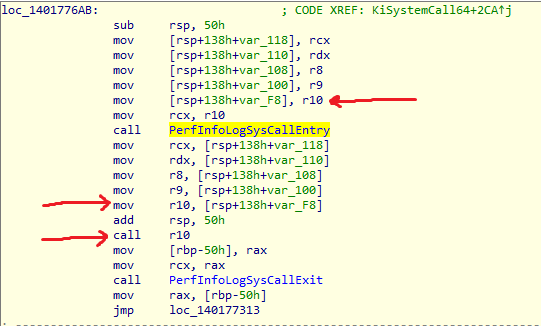 loc_1401776AB: ; CODE XREF: KiSystemCall64+2CA↑j
sub rsp, 50h
mov [rsp+138h+var_118], rcx
mov [rsp+138h+var_110], rdx
mov [rsp+138h+var_108], r8
mov [rsp+138h+var_100], r9
mov [rsp+138h+var_F8], r10
mov rcx, r10
call PerfInfoLogSysCallEntry
mov rcx, [rsp+138h+var_118]
mov rdx, [rsp+138h+var_110]
mov r8, [rsp+138h+var_108]
mov r9, [rsp+138h+var_100]
mov r10, [rsp+138h+var_F8]
add rsp, 50h
call r10
mov [rbp-50h], rax
mov rcx, rax
call PerfInfoLogSysCallExit
mov rax, [rbp-50h]
jmp loc_140177313